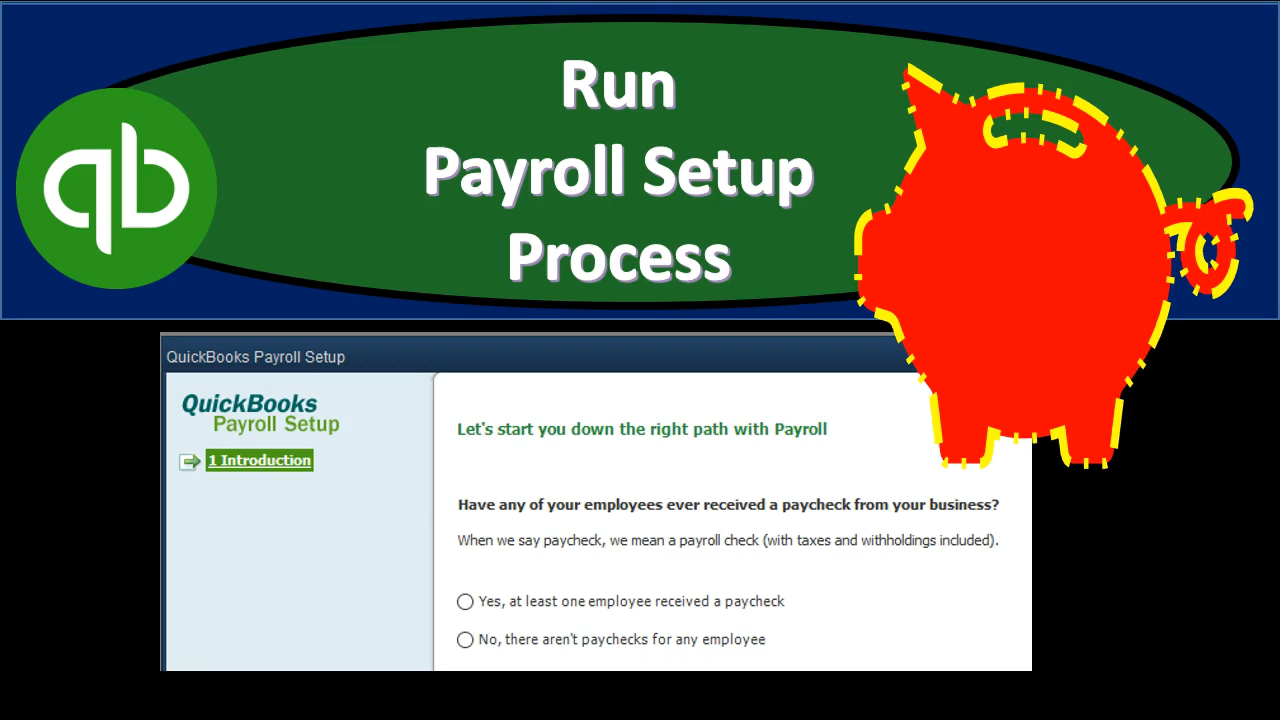 Run
Payroll Setup
Process
qb
QuickBooks Payroll Setup
QuickBooks
Payroll Setup
1 Introduction
Let's start you down the right path with Payroll
Have any of your employees ever received a paycheck from your business?
When we say paycheck, we mean a payroll check (with taxes and withholdings included).
Yes, at least one employee received a paycheck
No, there aren't paychecks for any employee